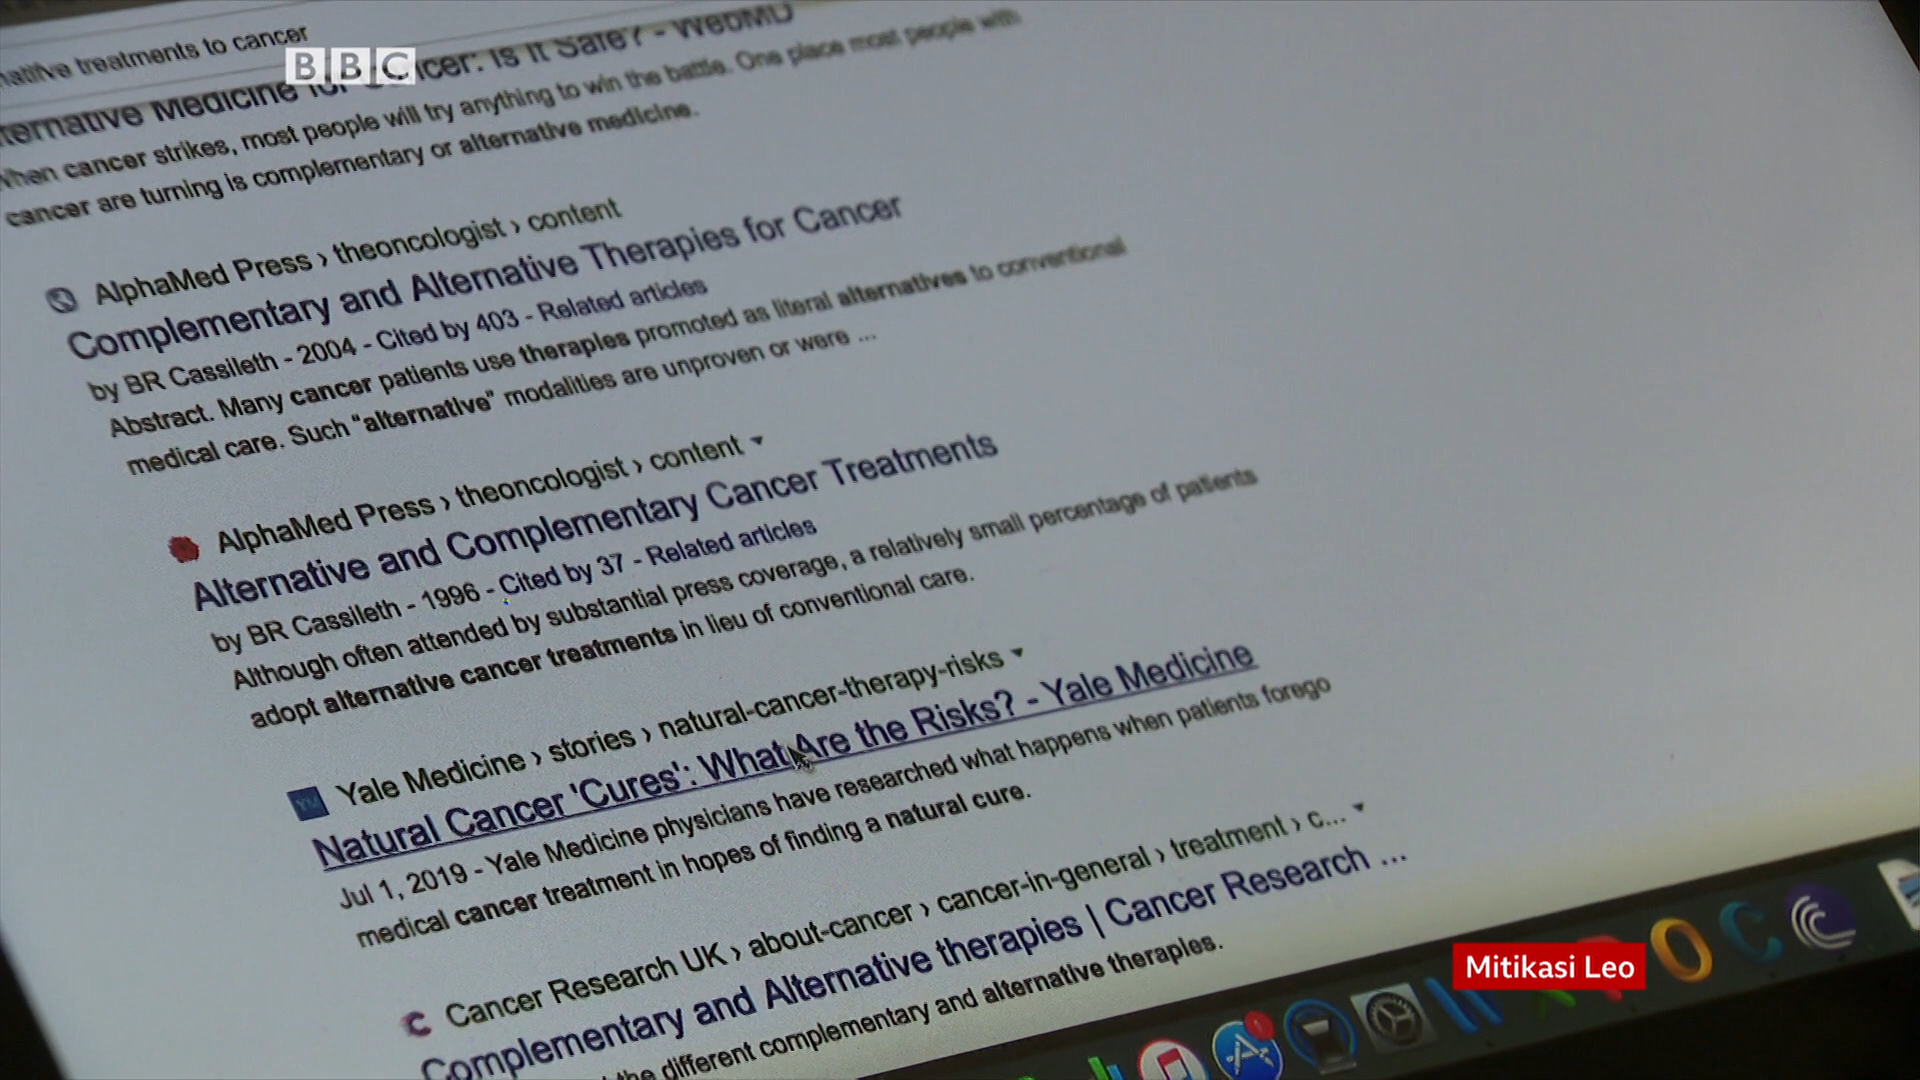 treatments to cancer
BBC
Medicine for Cancer: Is It Safe? - WebMD
When cancer strikes, most people will try anything to win the battle. One place most people with
cancer are turning is complementary or alternative medicine.
AlphaMed Press › theoncologist › content
Complementary and Alternative Therapies for Cancer
by BR Cassileth - 2004 - Cited by 403 - Related articles
Abstract. Many cancer patients use therapies promoted as literal alternatives to conventional
medical care. Such “alternative” modalities are unproven or were ...
AlphaMed Press › theoncologist › content
Alternative and Complementary Cancer Treatments
by BR Cassileth - 1996 - Cited by 37 - Related articles
Although often attended by substantial press coverage, a relatively small percentage of patients
adopt alternative cancer treatments in lieu of conventional care.
Yale Medicine › stories › natural-cancer-therapy-risks
Natural Cancer 'Cures': What Are the Risks? - Yale Medicine
Jul 1, 2019 - Yale Medicine physicians have researched what happens when patients forego
medical cancer treatment in hopes of finding a natural cure.
Cancer Research UK › about-cancer › cancer-in-general › treatment › c...
Complementary and Alternative therapies | Cancer Research ...
the different complementary and alternative therapies.
Mitikasi Leo